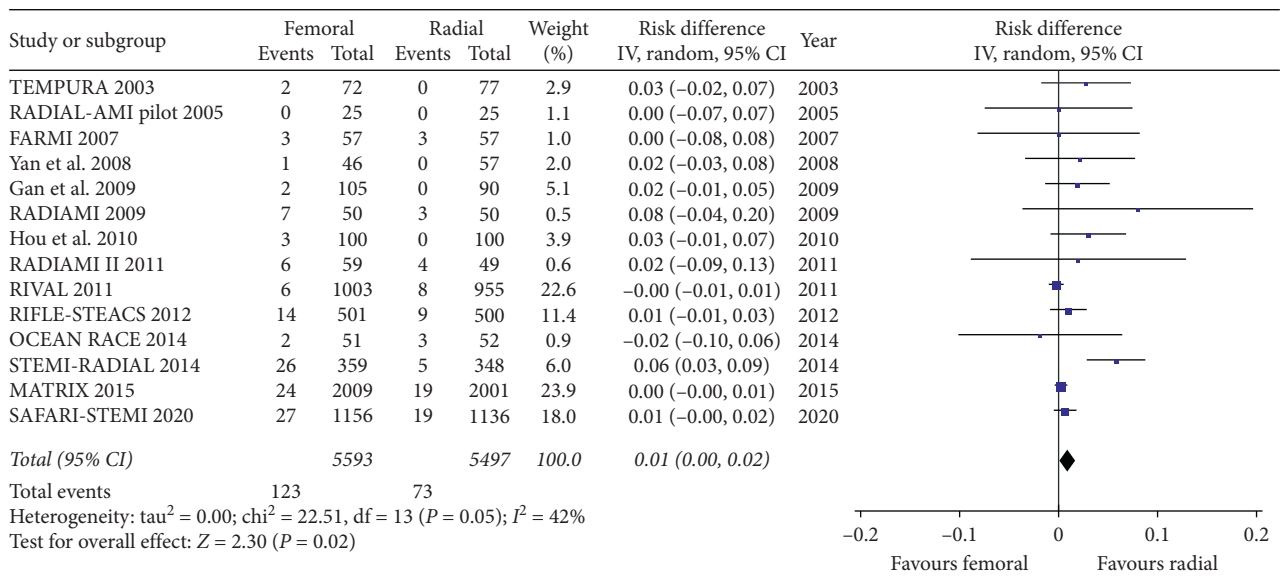 Study or subgroup Femoral Radial Weight (%) Risk difference IV, random, 95% CI Year Risk difference IV, random, 95% CI
Events Total Events Total
TEMPURA 2003 2 72 0 77 2.9 0.03 (–0.02, 0.07) 2003
RADIAL-AMI pilot 2005 0 25 0 25 1.1 0.00 (–0.07, 0.07) 2005
FARMI 2007 3 57 3 57 1.0 0.00 (–0.08, 0.08) 2007
Yan et al. 2008 1 46 0 57 2.0 0.02 (–0.03, 0.08) 2008
Gan et al. 2009 2 105 0 90 5.1 0.02 (–0.01, 0.05) 2009
RADIAMI 2009 7 50 3 50 0.5 0.08 (–0.04, 0.20) 2009
Hou et al. 2010 3 100 0 100 3.9 0.03 (–0.01, 0.07) 2010
RADIAMI II 2011 6 59 4 49 0.6 0.02 (–0.09, 0.13) 2011
RIVAL 2011 6 1003 8 955 22.6 –0.00 (–0.01, 0.01) 2011
RIFLE-STEACS 2012 14 501 9 500 11.4 0.01 (–0.01, 0.03) 2012
OCEAN RACE 2014 2 51 3 52 0.9 –0.02 (–0.10, 0.06) 2014
STEMI-RADIAL 2014 26 359 5 348 6.0 0.06 (0.03, 0.09) 2014
MATRIX 2015 24 2009 19 2001 23.9 0.00 (–0.00, 0.01) 2015
SAFARI-STEMI 2020 27 1156 19 1136 18.0 0.01 (–0.00, 0.02) 2020
Total (95% CI) 5593 5497 100.0 0.01 (0.00, 0.02)
Total events 123 73
Heterogeneity: tau² = 0.00; chi² = 22.51, df = 13 (P = 0.05); I² = 42%
Test for overall effect: Z = 2.30 (P = 0.02)
–0.2 –0.1 0 0.1 0.2
Favours femoral Favours radial